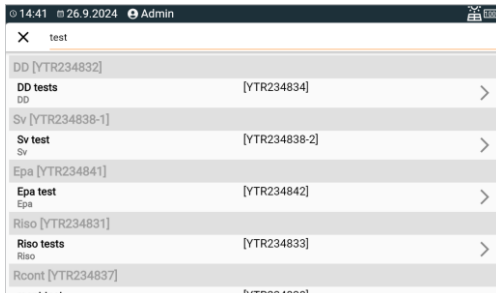 14:41 26.9.2024 Admin
test
DD [YTR234832]
DD tests [YTR234834]
DD
Sv [YTR234838-1]
Sv test [YTR234838-2]
Sv
Epa [YTR234841]
Epa test [YTR234842]
Epa
Riso [YTR234831]
Riso tests [YTR234833]
Riso
Rcont [YTR234837]